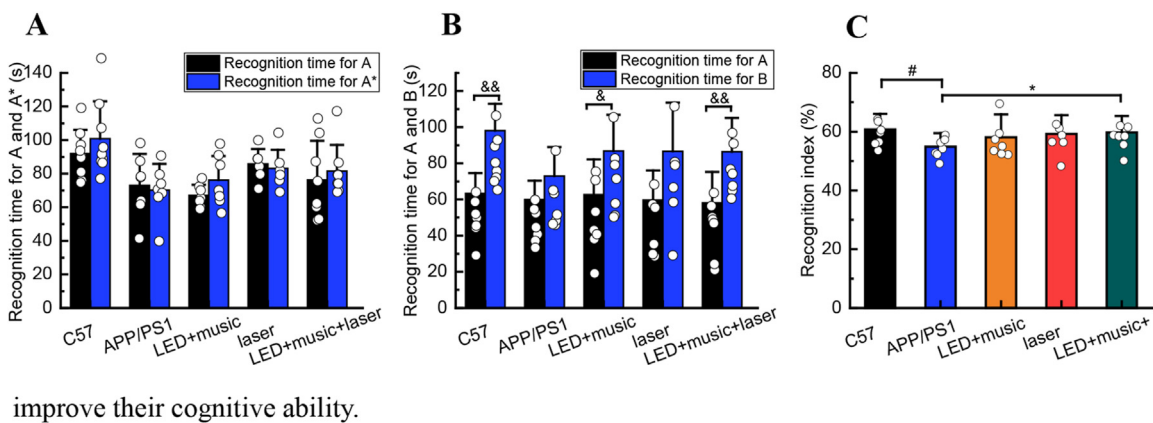 A
Recognition time for A
Recognition time for A*
Recognition time for A and A* (s)
140
120
100
80
60
40
20
0
C57
APP/PS1
LED+music
laser
LED+music+laser
B
Recognition time for A
Recognition time for B
Recognition time for A and B (s)
120
100
80
60
40
20
0
&&
&
&&
C57
APP/PS1
LED+music
laser
LED+music+laser
C
Recognition index (%)
80
60
40
20
0
#
*
C57
APP/PS1
LED+music
laser
LED+music+
improve their cognitive ability.